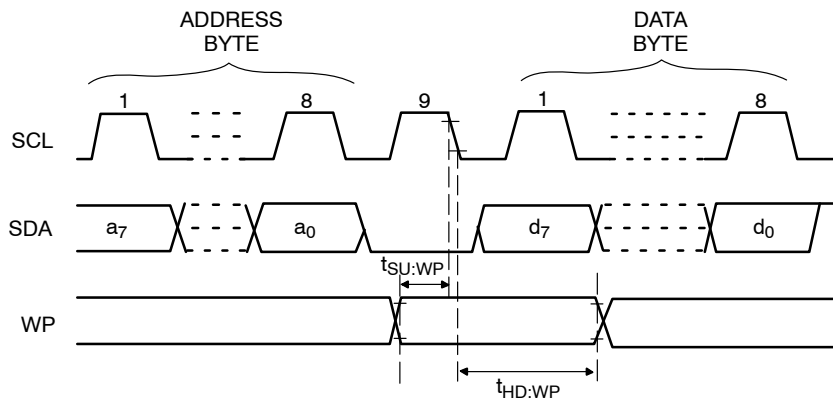 ADDRESS
BYTE
DATA
BYTE
1
8
9
1
8
SCL
SDA
a7
a0
d7
d0
tSU:WP
WP
tHD:WP